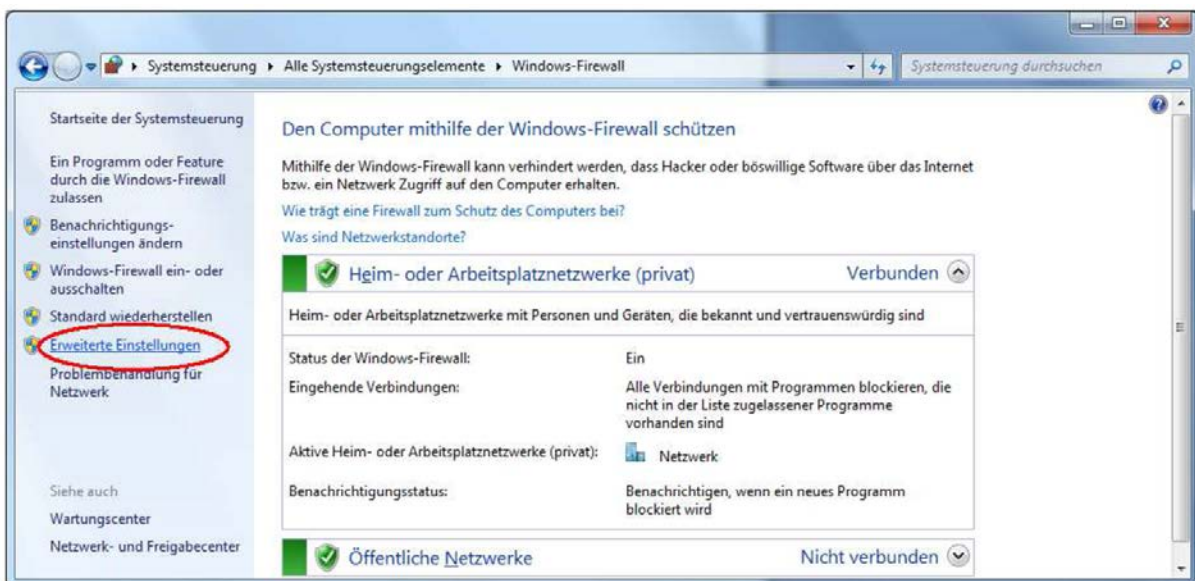 Systemsteuerung ▸ Alle Systemsteuerungselemente ▸ Windows-Firewall
Systemsteuerung durchsuchen
Startseite der Systemsteuerung
Ein Programm oder Feature
durch die Windows-Firewall
zulassen
Benachrichtigungs-
einstellungen ändern
Windows-Firewall ein- oder
ausschalten
Standard wiederherstellen
Erweiterte Einstellungen
Problembehandlung für
Netzwerk
Siehe auch
Wartungscenter
Netzwerk- und Freigabecenter
Den Computer mithilfe der Windows-Firewall schützen
Mithilfe der Windows-Firewall kann verhindert werden, dass Hacker oder böswillige Software über das Internet
bzw. ein Netzwerk Zugriff auf den Computer erhalten.
Wie trägt eine Firewall zum Schutz des Computers bei?
Was sind Netzwerkstandorte?
Heim- oder Arbeitsplatznetzwerke (privat) Verbunden
Heim- oder Arbeitsplatznetzwerke mit Personen und Geräten, die bekannt und vertrauenswürdig sind
Status der Windows-Firewall: Ein
Eingehende Verbindungen: Alle Verbindungen mit Programmen blockieren, die
nicht in der Liste zugelassener Programme
vorhanden sind
Aktive Heim- oder Arbeitsplatznetzwerke (privat): Netzwerk
Benachrichtigungsstatus: Benachrichtigen, wenn ein neues Programm
blockiert wird
Öffentliche Netzwerke Nicht verbunden